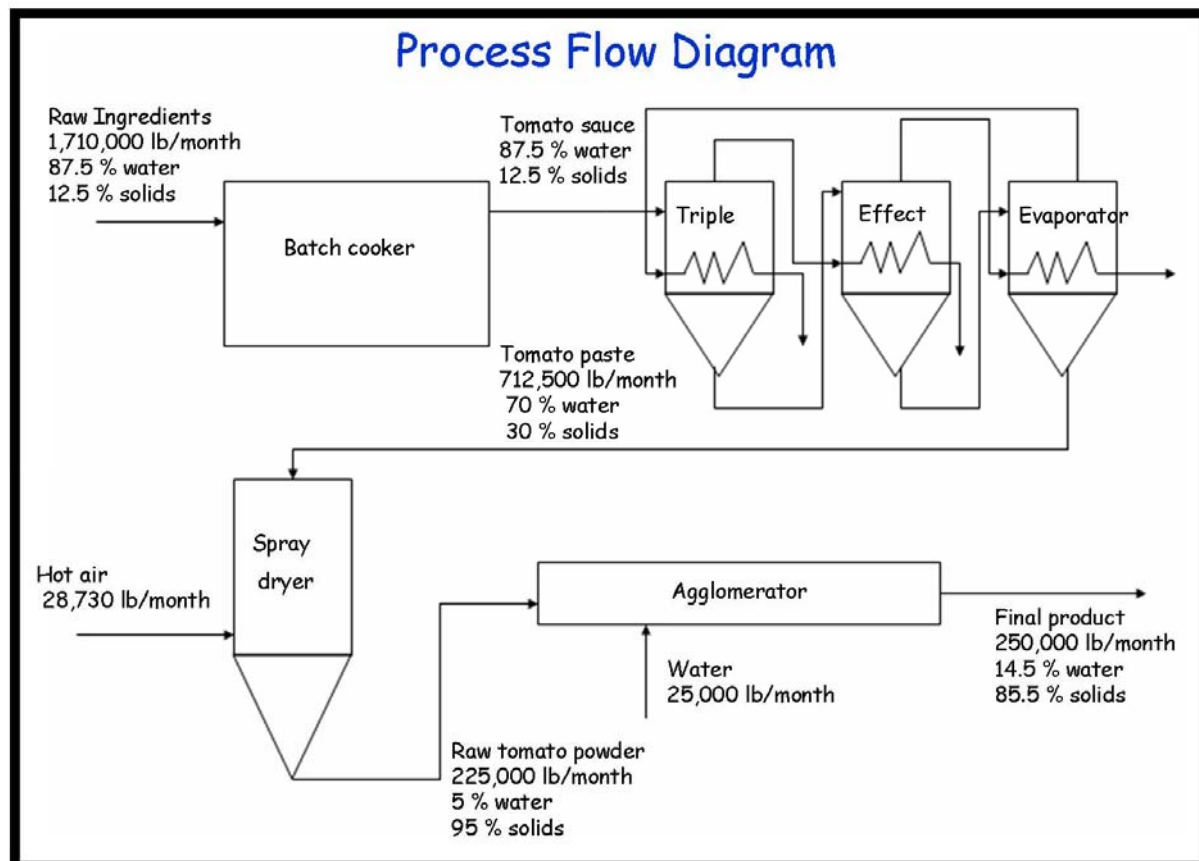 Process Flow Diagram
Raw Ingredients
1,710,000 lb/month
87.5 % water
12.5 % solids
Batch cooker
Tomato sauce
87.5 % water
12.5 % solids
Triple
Effect
Evaporator
Tomato paste
712,500 lb/month
70 % water
30 % solids
Spray
dryer
Hot air
28,730 lb/month
Agglomerator
Water
25,000 lb/month
Final product
250,000 lb/month
14.5 % water
85.5 % solids
Raw tomato powder
225,000 lb/month
5 % water
95 % solids